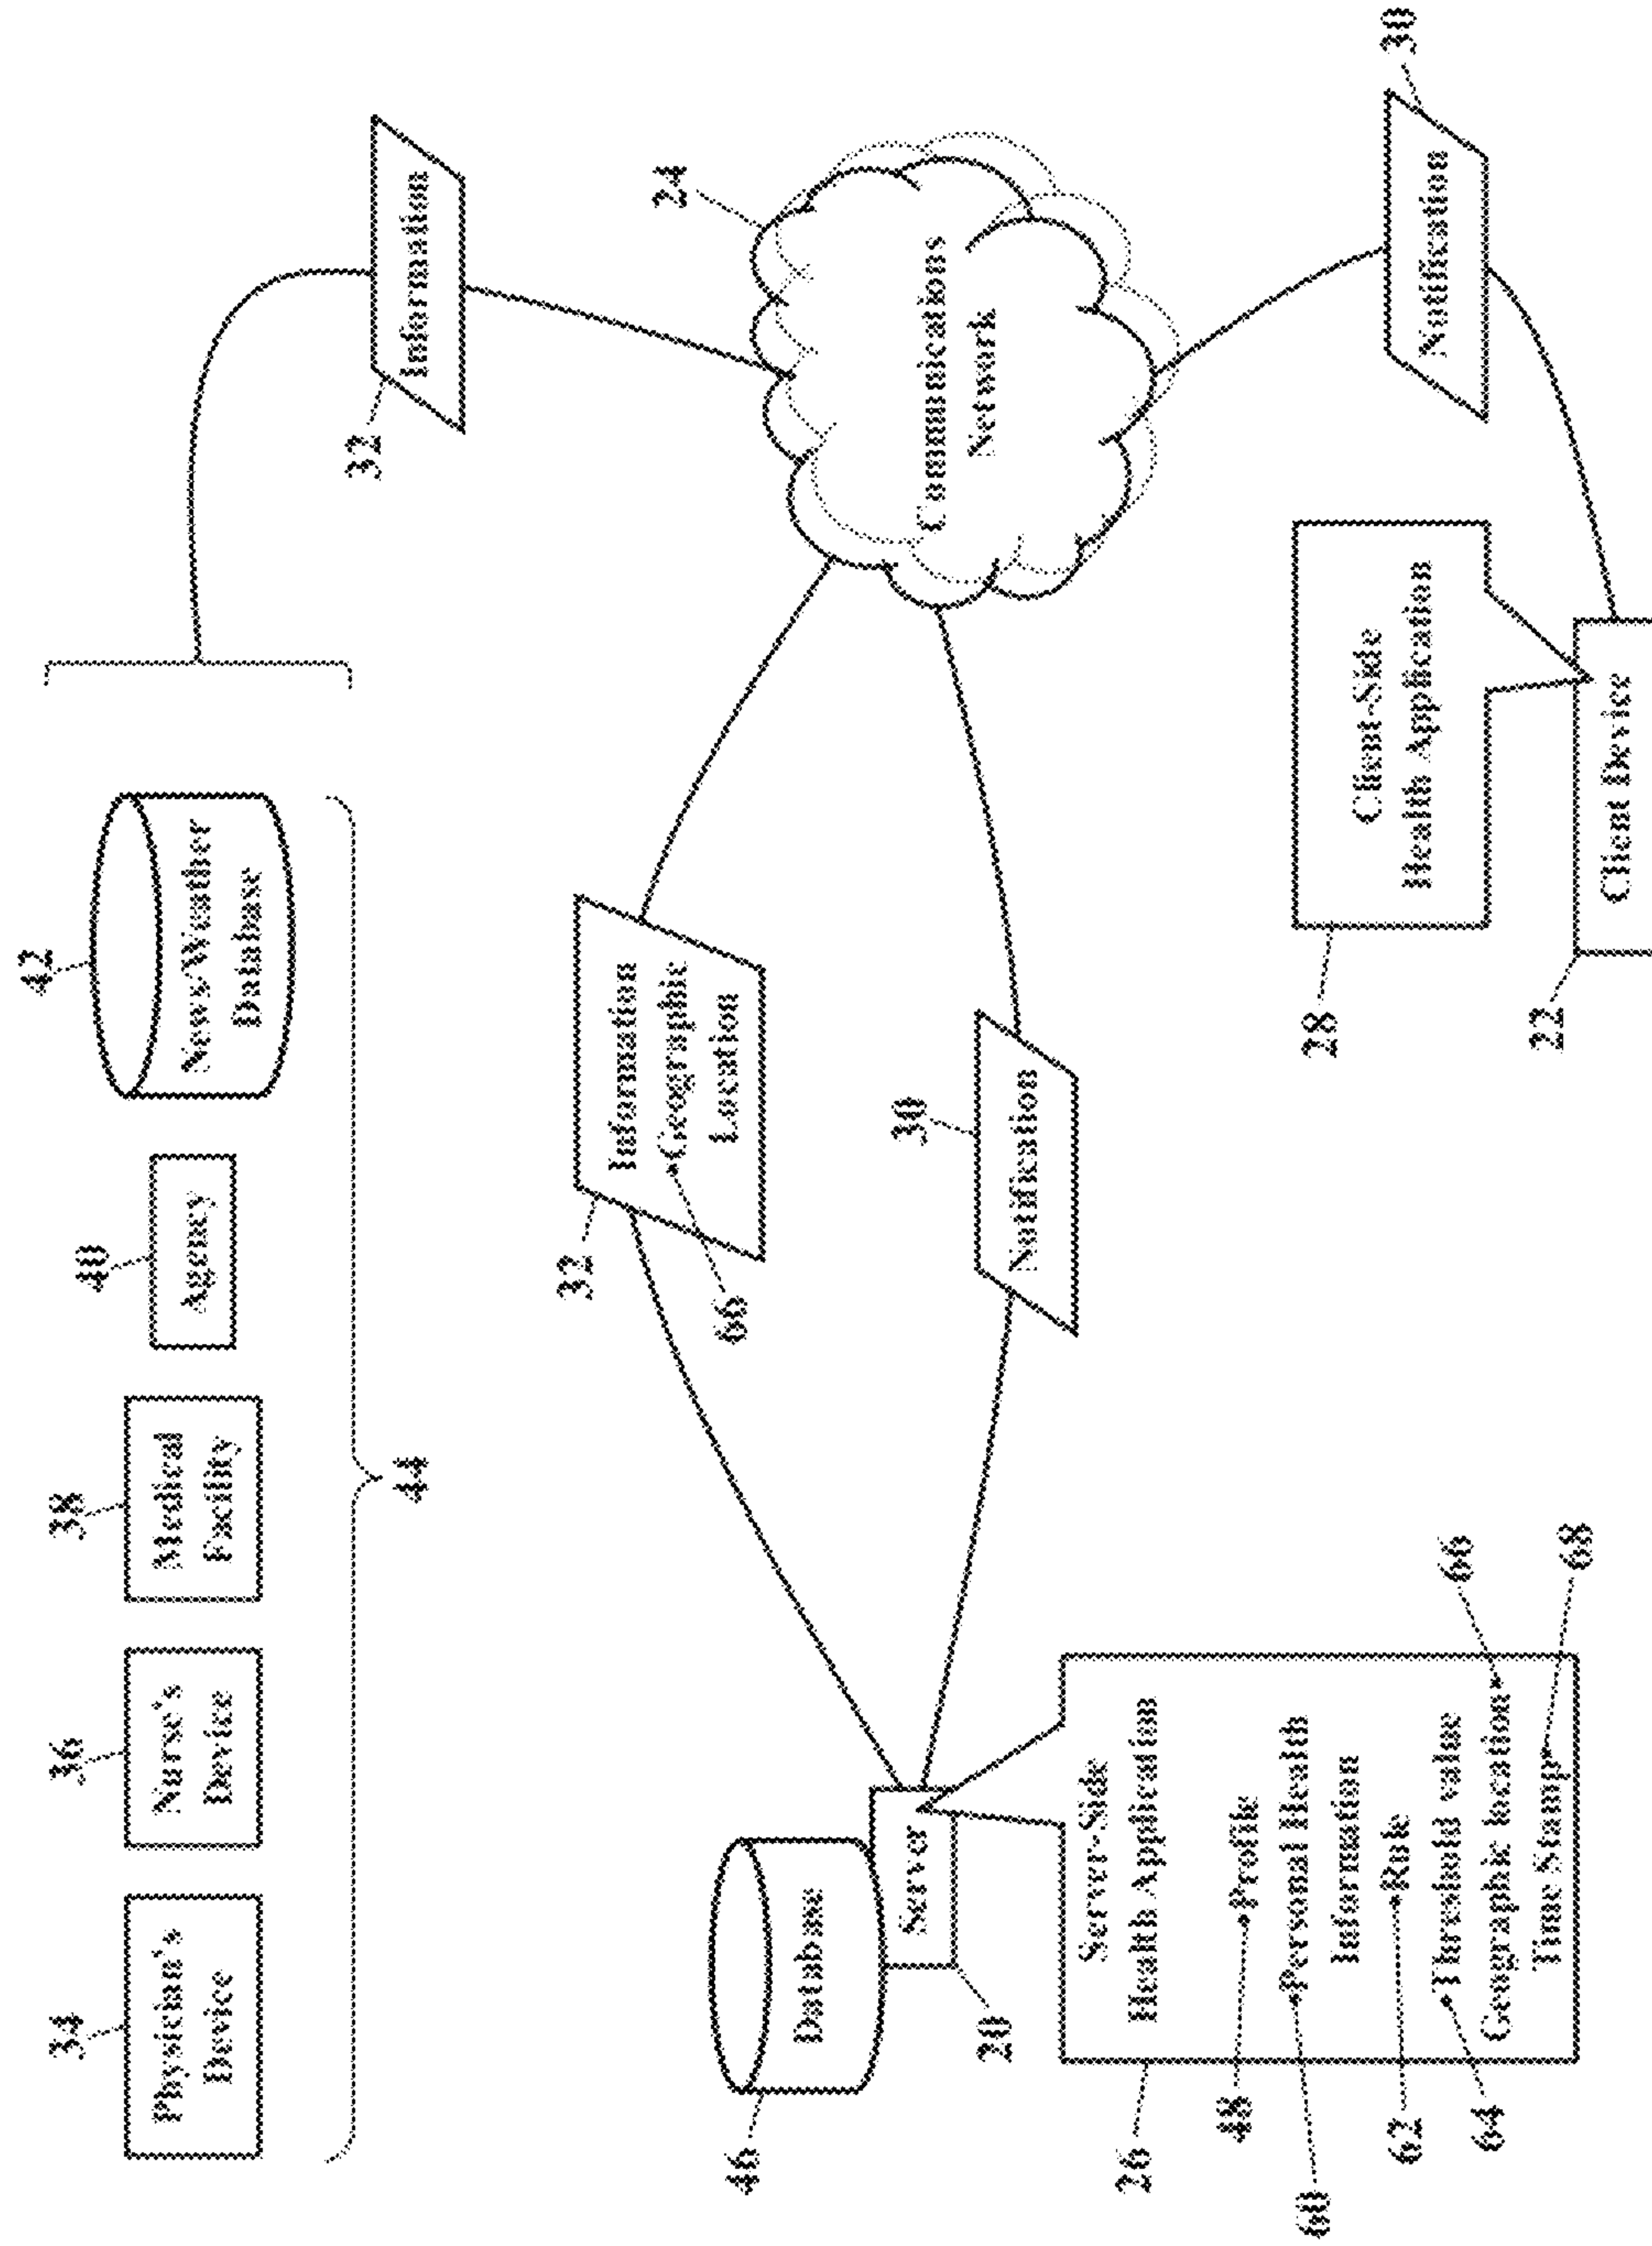 34
36
38
40
42
Physician's
Device
Nurse's
Device
Medical
Facility
Agency
News/Weather
Database
44
32
Information
46
Database
Server
20
32
Information
Geographic
Location
66
24
Communications
Network
30
Notification
26
Server-Side
Health Application
48
Profile
60
Personal Health
Information
62
Rule
64
Threshold value
Geographic location
66
Time Stamp
68
28
Client-Side
Health Application
22
Client Device
30
Notification